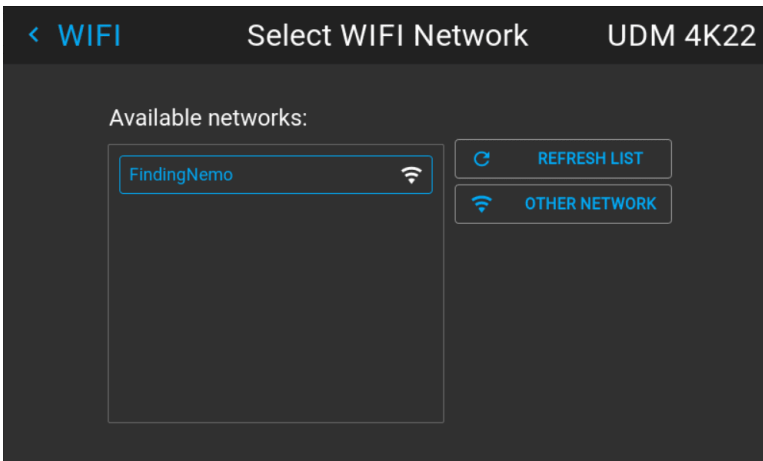 WIFI
Select WIFI Network
UDM 4K22
Available networks:
FindingNemo
REFRESH LIST
OTHER NETWORK